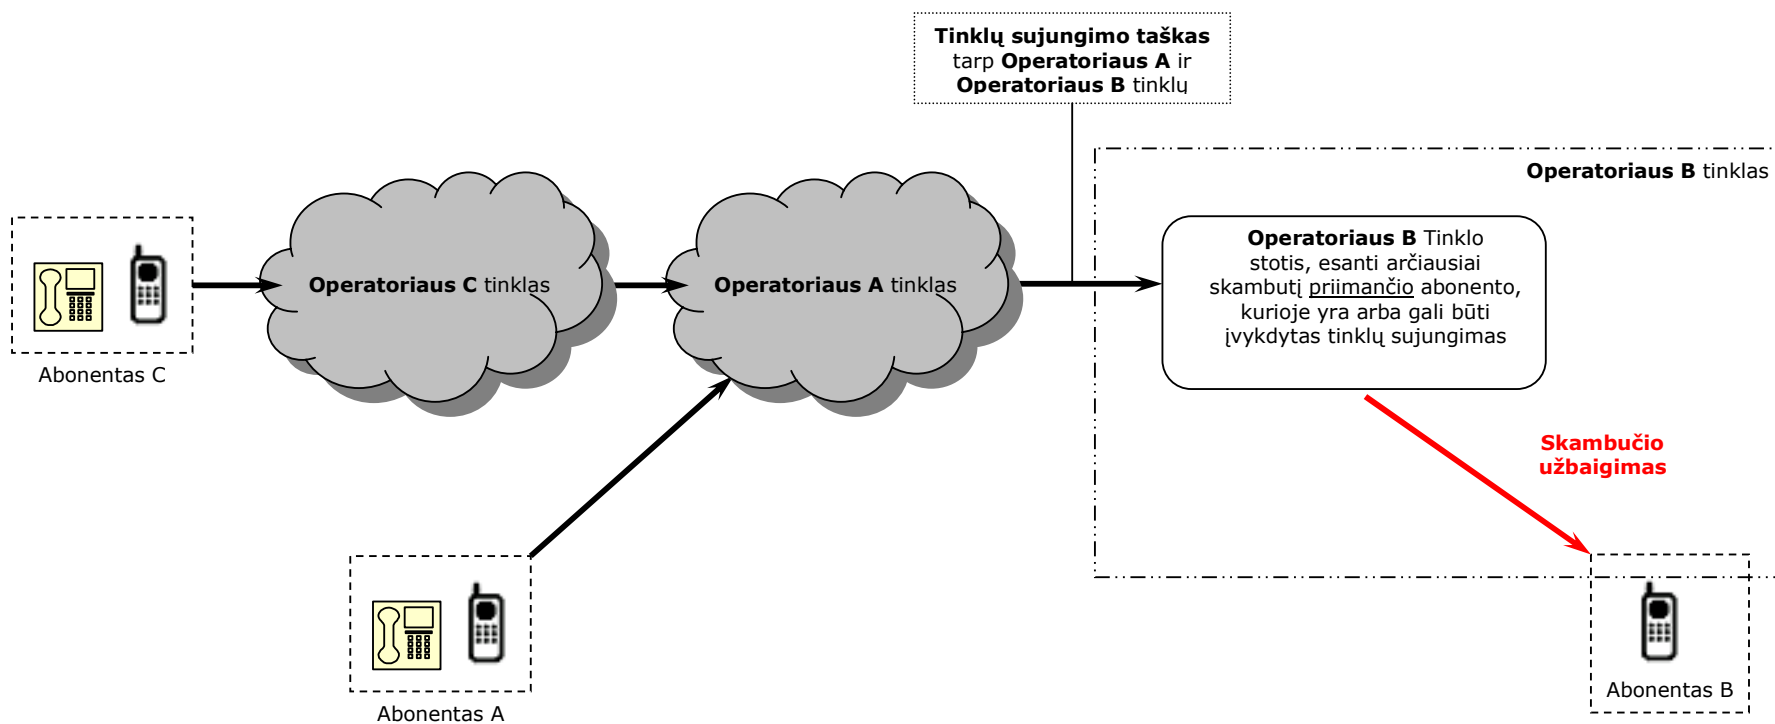 Tinklų sujungimo taškas
tarp Operatoriaus A ir
Operatoriaus B tinklų
Operatoriaus B tinklas
Operatoriaus B Tinklo
stotis, esanti arčiausiai
skambutį priimančio abonento,
kurioje yra arba gali būti
įvykdytas tinklų sujungimas
Operatoriaus C tinklas
Operatoriaus A tinklas
Abonentas C
Skambučio
užbaigimas
Abonentas B
Abonentas A